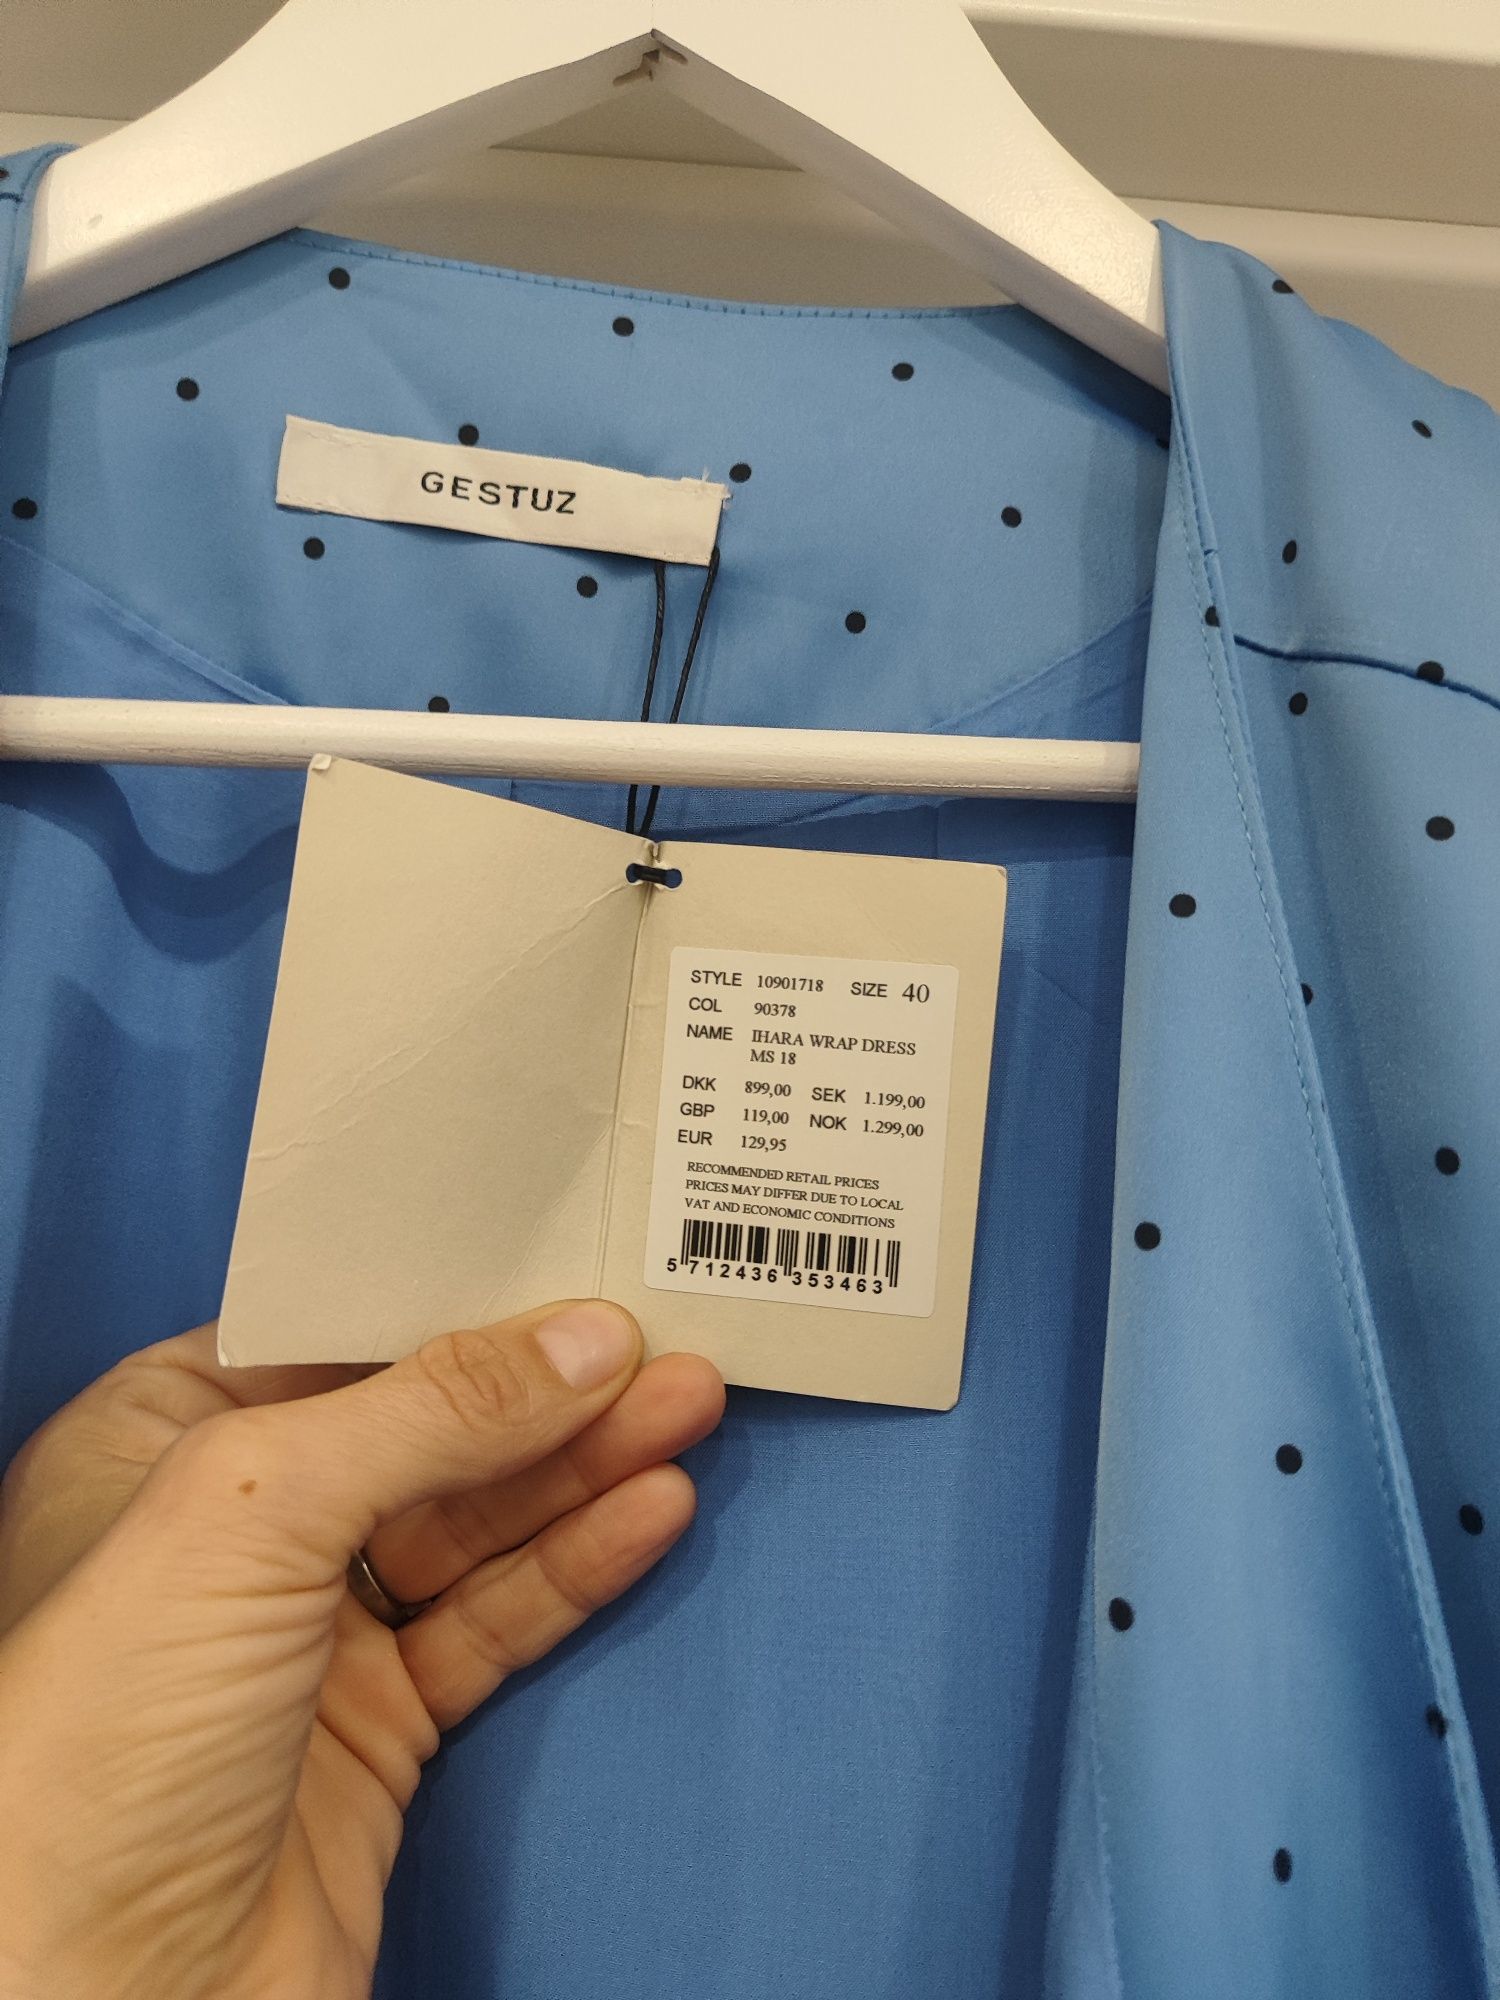 GESTUZ
STYLE 10901718 SIZE 40
COL 90378
NAME IHARA WRAP DRESS
MS 18
DKK 899,00 SEK 1.199,00
GBP 119,00 NOK 1.299,00
EUR 129,95
RECOMMENDED RETAIL PRICES
PRICES MAY DIFFER DUE TO LOCAL
VAT AND ECONOMIC CONDITIONS
5 712436 353463